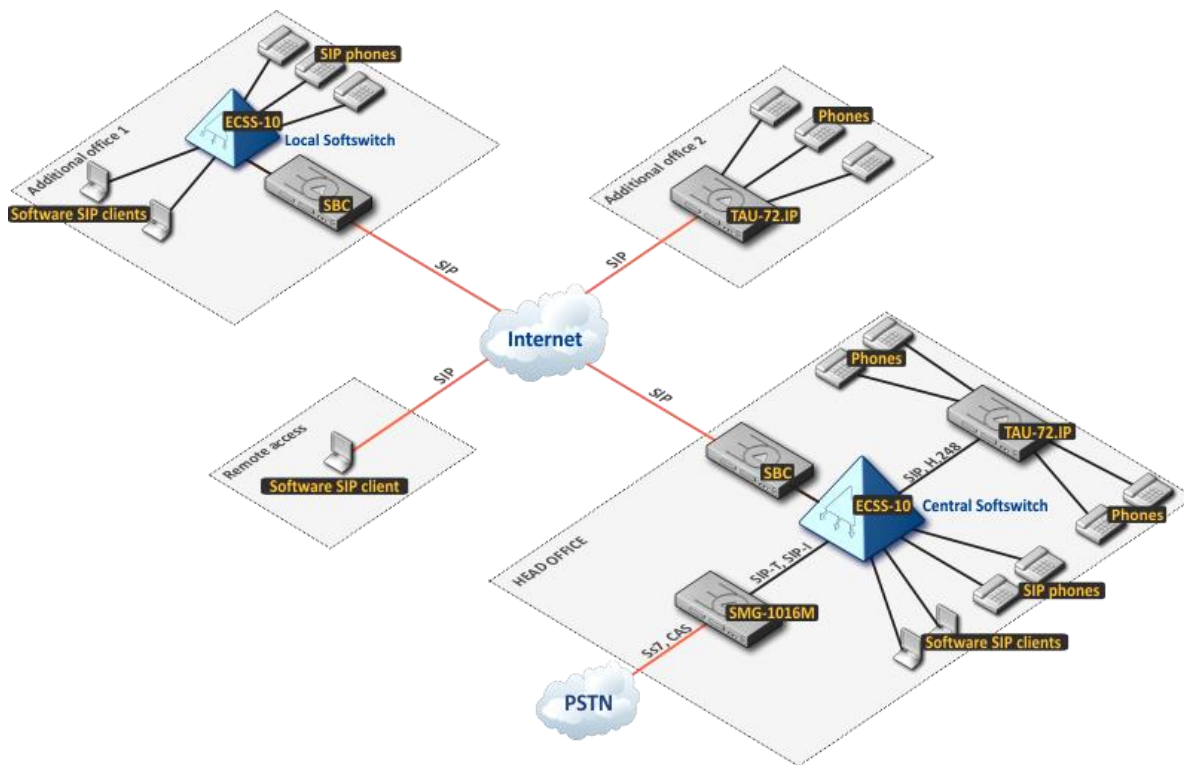 SIP phones
ECSS-10
Local Softswitch
Additional office 1
Software SIP clients
SBC
SIP
Phones
Additional office 2
TAU-72.IP
SIP
Internet
SIP
Remote access
Software SIP client
SIP
Phones
TAU-72.IP
SBC
SIP, H.248
ECSS-10
Central Softswitch
Phones
HEAD OFFICE
SIP-T, SIP-I
SIP phones
SMG-1016M
Software SIP clients
Ss7, CAS
PSTN